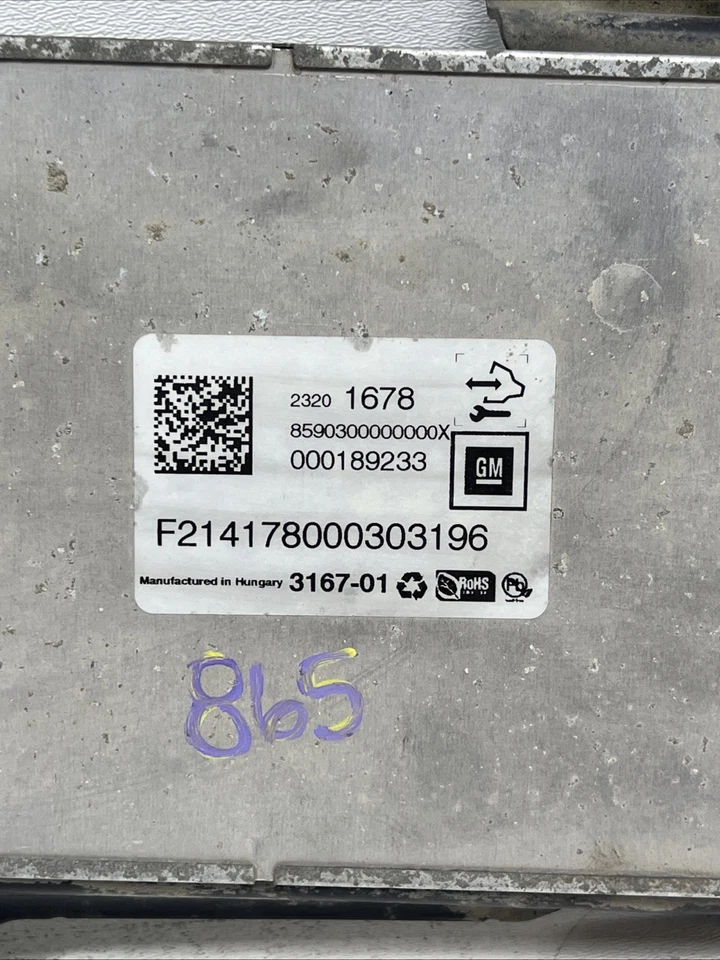 2320 1678
8590300000000X
000189233
GM
F214178000303196
Manufactured in Hungary 3167-01 RoHS Pb
865